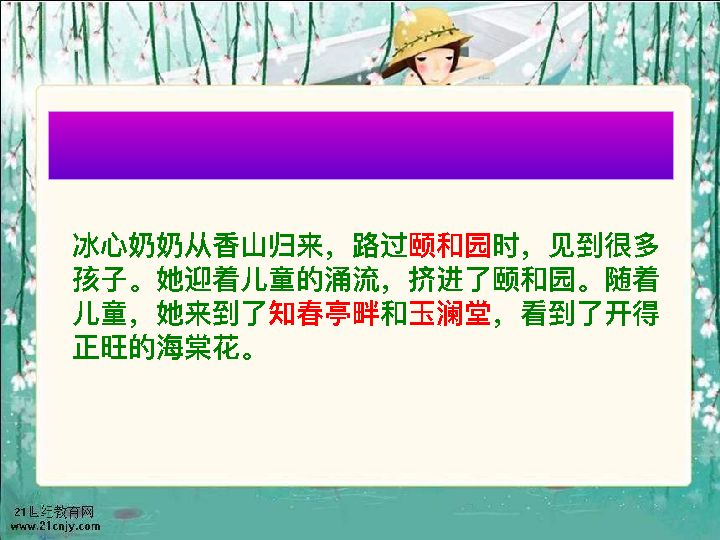 冰心奶奶从香山归来，路过颐和园时，见到很多
孩子。她迎着儿童的涌流，挤进了颐和园。随着
儿童，她来到了知春亭畔和玉澜堂，看到了开得
正旺的海棠花。
21世纪教育网
www.21cnjy.com